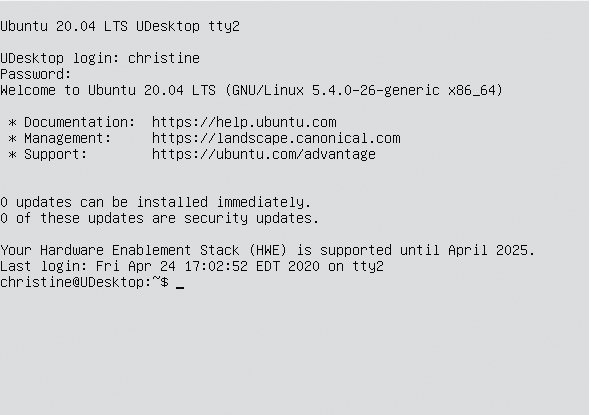 Ubuntu 20.04 LTS UDesktop tty2
UDesktop login: christine
Password:
Welcome to Ubuntu 20.04 LTS (GNU/Linux 5.4.0-26-generic x86_64)
* Documentation:  https://help.ubuntu.com
* Management:     https://landscape.canonical.com
* Support:        https://ubuntu.com/advantage
0 updates can be installed immediately.
0 of these updates are security updates.
Your Hardware Enablement Stack (HWE) is supported until April 2025.
Last login: Fri Apr 24 17:02:52 EDT 2020 on tty2
christine@UDesktop:~$ _